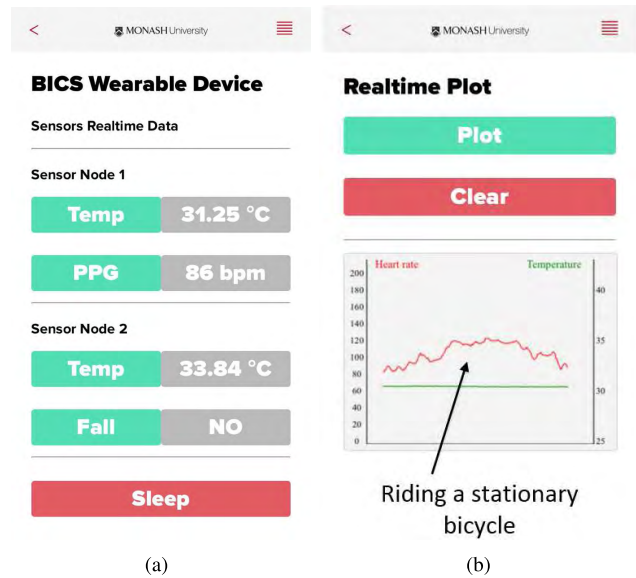 < MONASH University
BICS Wearable Device
Sensors Realtime Data
Sensor Node 1
Temp 31.25 °C
PPG 86 bpm
Sensor Node 2
Temp 33.84 °C
Fall NO
Sleep
(a)
< MONASH University
Realtime Plot
Plot
Clear
Heart rate Temperature
200
180
160
140
120
100
80
60
40
20
0
40
35
30
25
Riding a stationary
bicycle
(b)